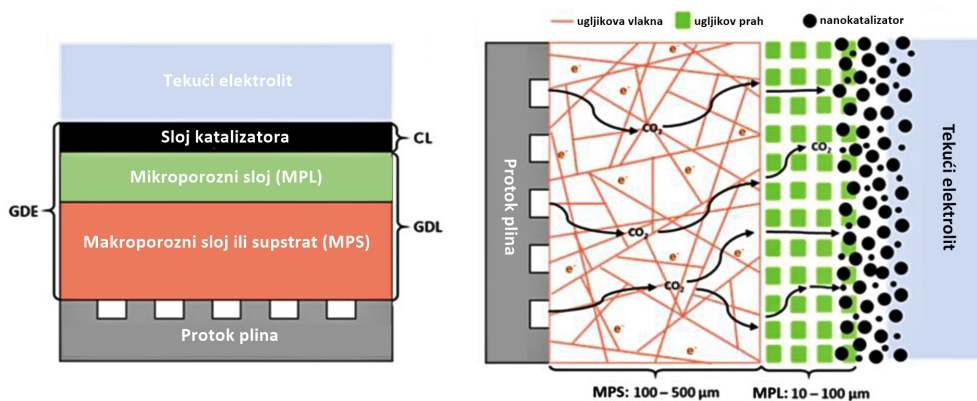 Tekući elektrolit
Sloj katalizatora
CL
Mikroporozni sloj (MPL)
GDE
GDL
Makroporozni sloj ili supstrat (MPS)
Protok plina
ugljikova vlakna
ugljikov prah
nanokatalizator
Protok plina
e⁻
e⁻
e⁻
CO₂
e⁻
CO₂
e⁻
e⁻
e⁻
CO₂
e⁻
e⁻
CO₂
e⁻
e⁻
Tekući elektrolit
MPS: 100 – 500 µm
MPL: 10 – 100 µm